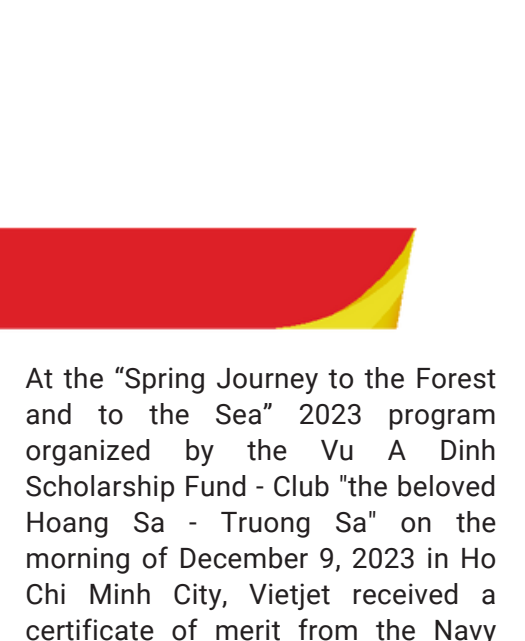 At the “Spring Journey to the Forest
and to the Sea” 2023 program
organized by the Vu A Dinh
Scholarship Fund - Club "the beloved
Hoang Sa - Truong Sa" on the
morning of December 9, 2023 in Ho
Chi Minh City, Vietjet received a
certificate of merit from the Navy